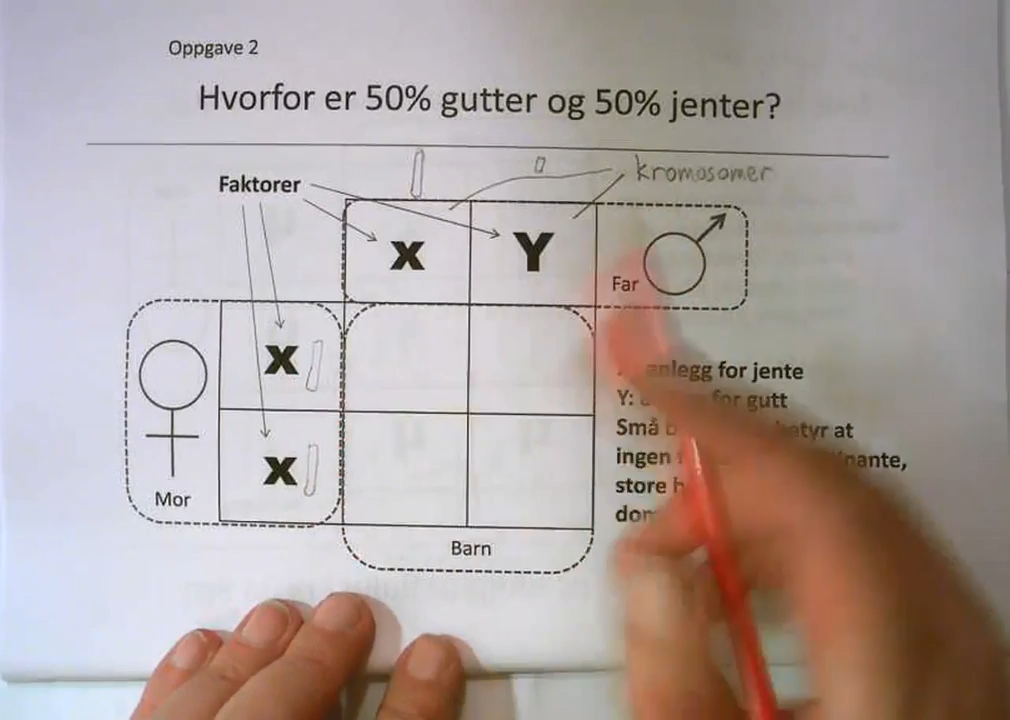 Oppgave 2
Hvorfor er 50% gutter og 50% jenter?
Faktorer
kromosomer
x
Y
Far
x
x
Mor
Barn
for jente
Y: for gutt
Små at
ingen
store